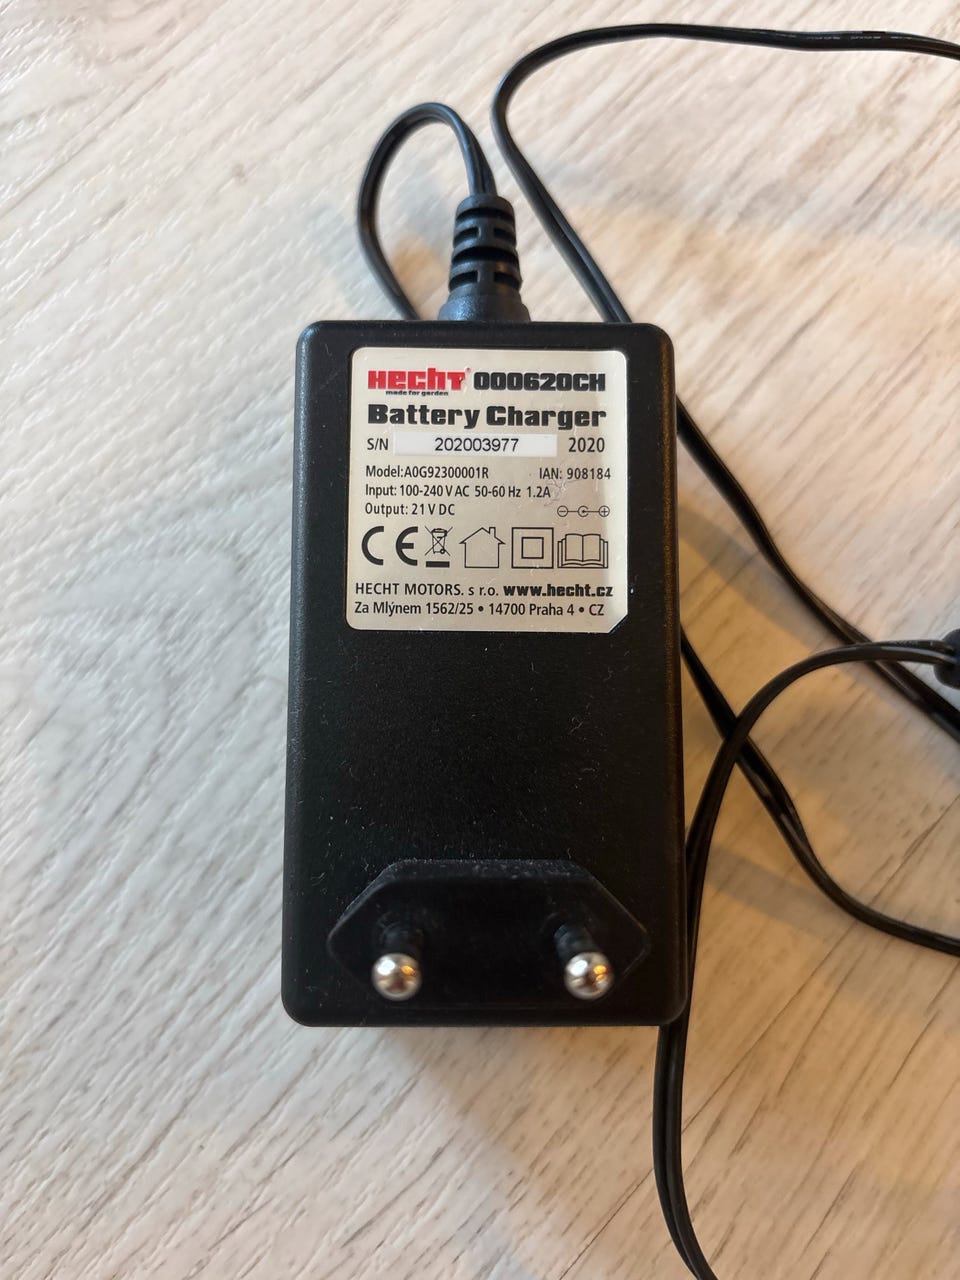 Hecht® 000620CH
made for garden
Battery Charger
S/N 202003977 2020
Model:A0G92300001R IAN: 908184
Input: 100-240 V AC 50-60 Hz 1.2A
Output: 21 V DC
CE
HECHT MOTORS. s r.o. www.hecht.cz
Za Mlýnem 1562/25 • 14700 Praha 4 • CZ